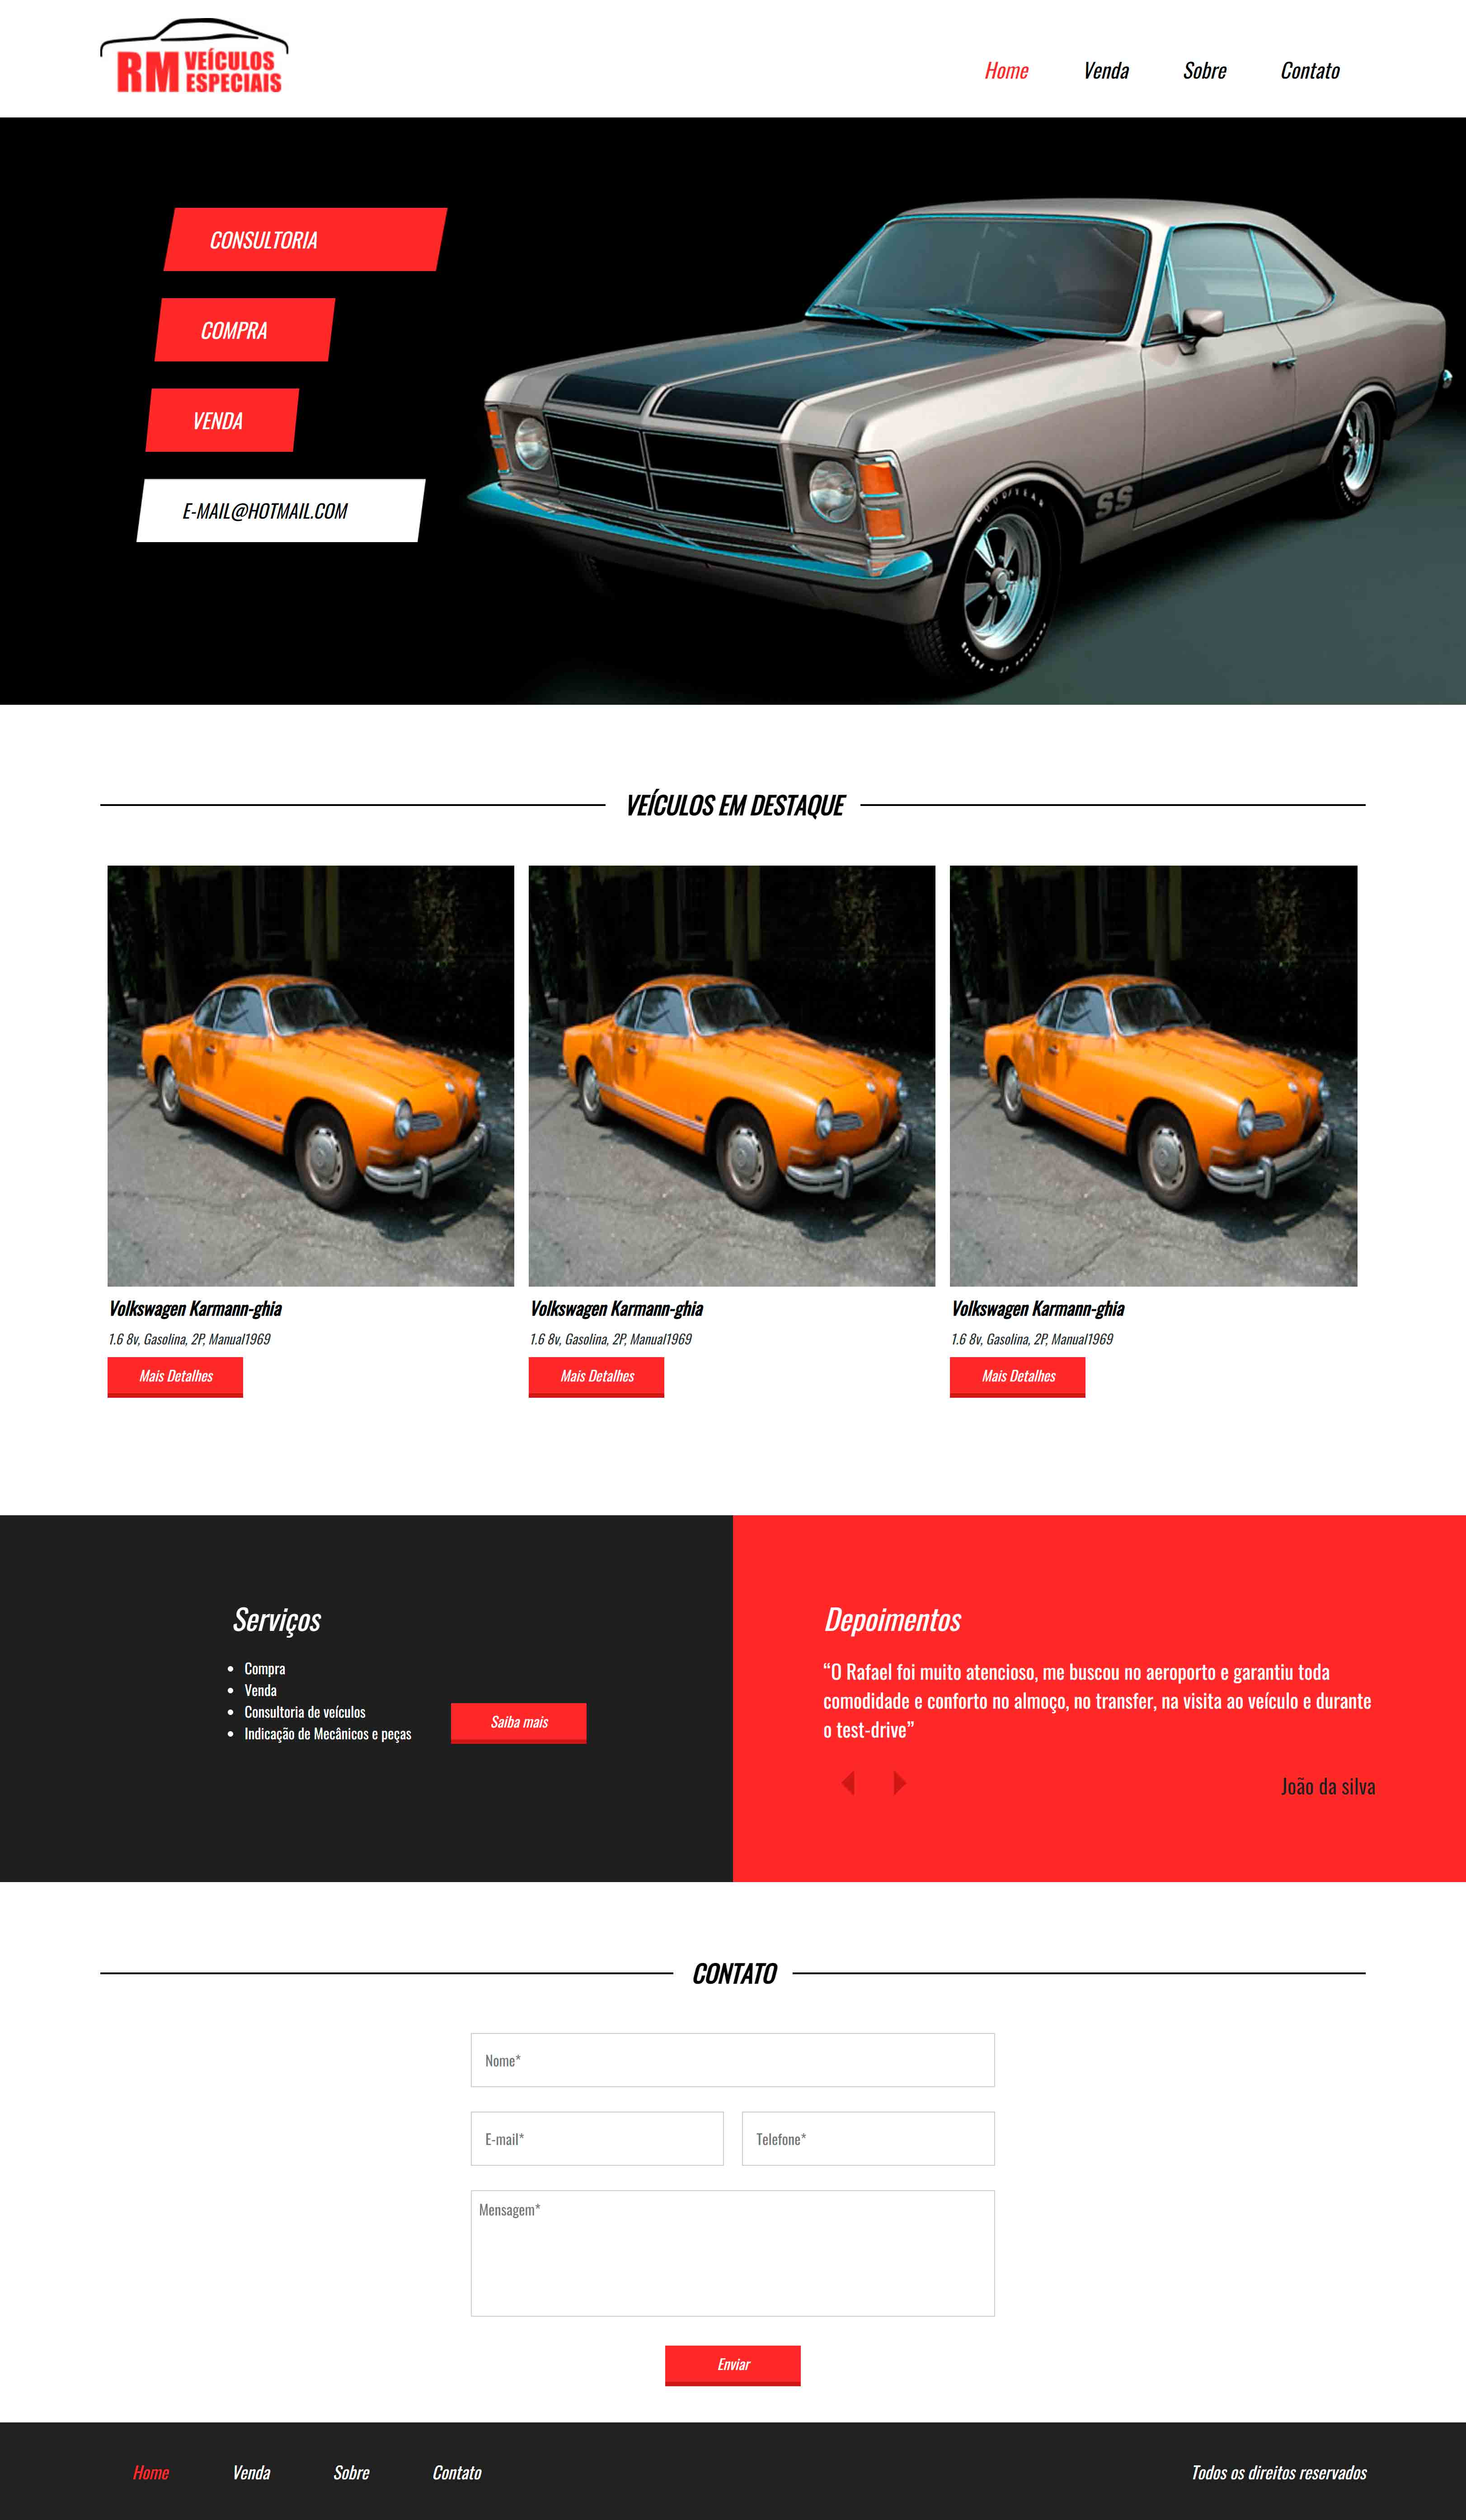 RM VEÍCULOS
ESPECIAIS
Home Venda Sobre Contato
CONSULTORIA
COMPRA
VENDA
E-MAIL@HOTMAIL.COM
SS
VEÍCULOS EM DESTAQUE
Volkswagen Karmann-ghia
1.6 8v, Gasolina, 2P, Manual1969
Mais Detalhes
Volkswagen Karmann-ghia
1.6 8v, Gasolina, 2P, Manual1969
Mais Detalhes
Volkswagen Karmann-ghia
1.6 8v, Gasolina, 2P, Manual1969
Mais Detalhes
Serviços
Compra
Venda
Consultoria de veículos
Indicação de Mecânicos e peças
Saiba mais
Depoimentos
“O Rafael foi muito atencioso, me buscou no aeroporto e garantiu toda
comodidade e conforto no almoço, no transfer, na visita ao veículo e durante
o test-drive”
João da silva
CONTATO
Nome*
E-mail* Telefone*
Mensagem*
Enviar
Home Venda Sobre Contato Todos os direitos reservados